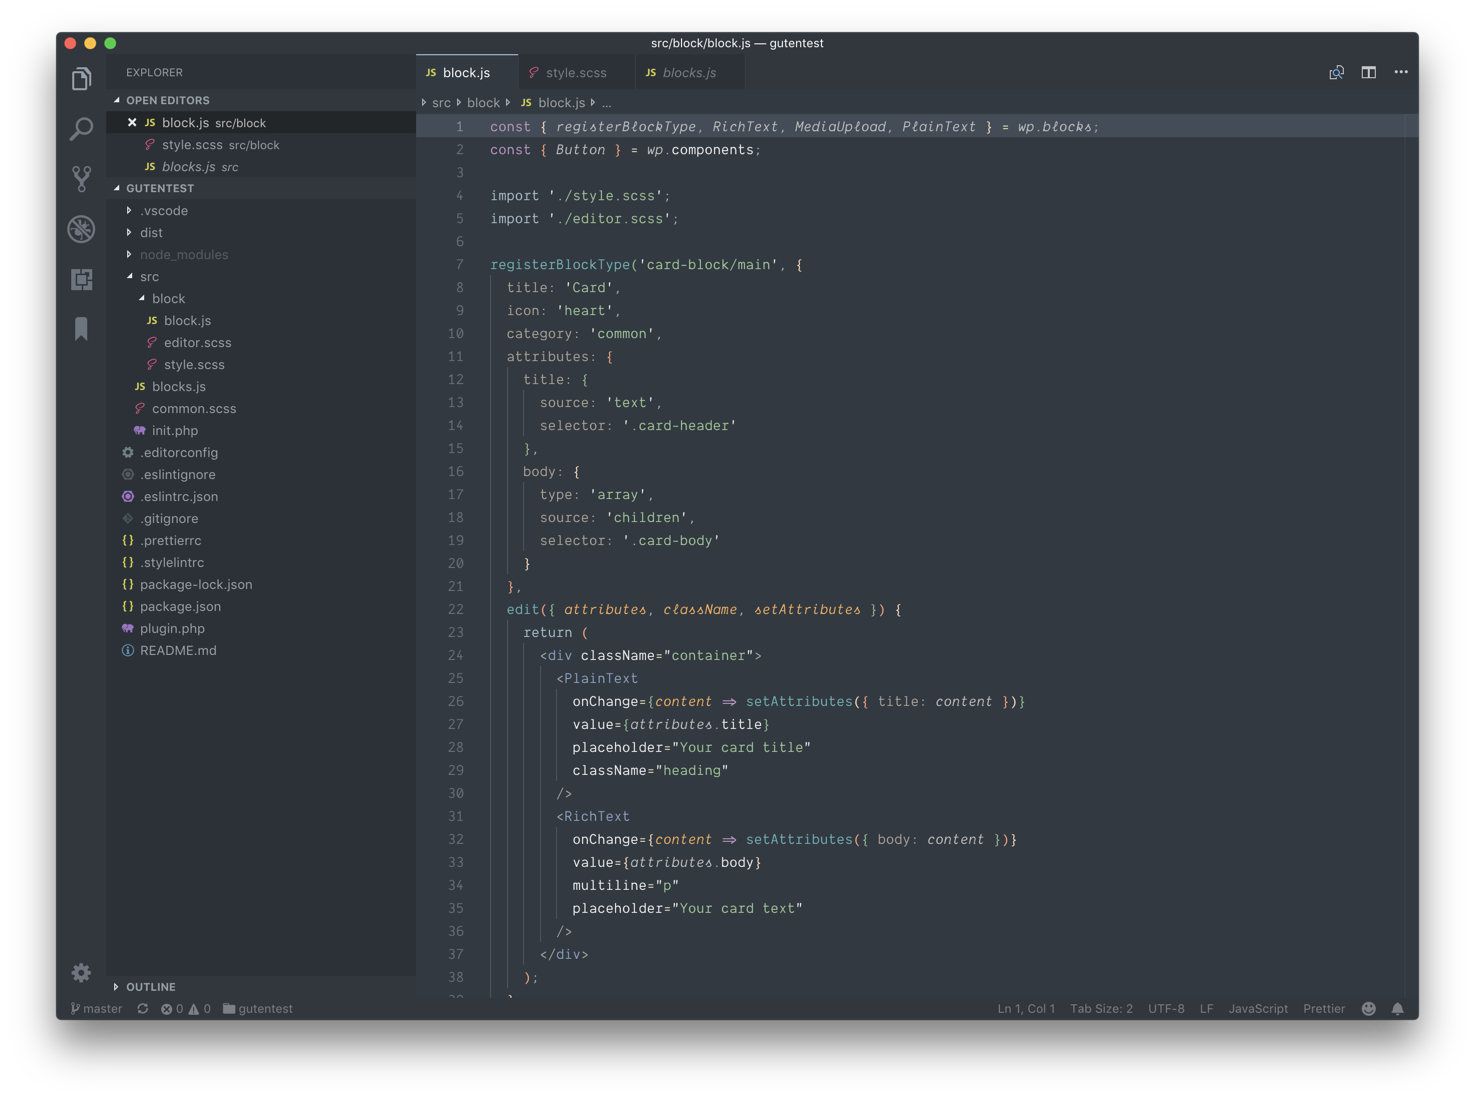 src/block/block.js — gutentest
EXPLORER
OPEN EDITORS
block.js src/block
style.scss src/block
blocks.js src
GUTENTEST
.vscode
dist
node_modules
src
block
block.js
editor.scss
style.scss
blocks.js
common.scss
init.php
.editorconfig
.eslintignore
.eslintrc.json
.gitignore
.prettierrc
.stylelintrc
package-lock.json
package.json
plugin.php
README.md
OUTLINE
JS block.js style.scss JS blocks.js
src block JS block.js ...
1 const { registerBlockType, RichText, MediaUpload, PlainText } = wp.blocks;
2 const { Button } = wp.components;
3
4 import './style.scss';
5 import './editor.scss';
6
7 registerBlockType('card-block/main', {
8 title: 'Card',
9 icon: 'heart',
10 category: 'common',
11 attributes: {
12 title: {
13 source: 'text',
14 selector: '.card-header'
15 },
16 body: {
17 type: 'array',
18 source: 'children',
19 selector: '.card-body'
20 }
21 },
22 edit({ attributes, className, setAttributes }) {
23 return (
24 <div className="container">
25 <PlainText
26 onChange={content => setAttributes({ title: content })}
27 value={attributes.title}
28 placeholder="Your card title"
29 className="heading"
30 />
31 <RichText
32 onChange={content => setAttributes({ body: content })}
33 value={attributes.body}
34 multiline="p"
35 placeholder="Your card text"
36 />
37 </div>
38 );
master 0 0 gutentest Ln 1, Col 1 Tab Size: 2 UTF-8 LF JavaScript Prettier